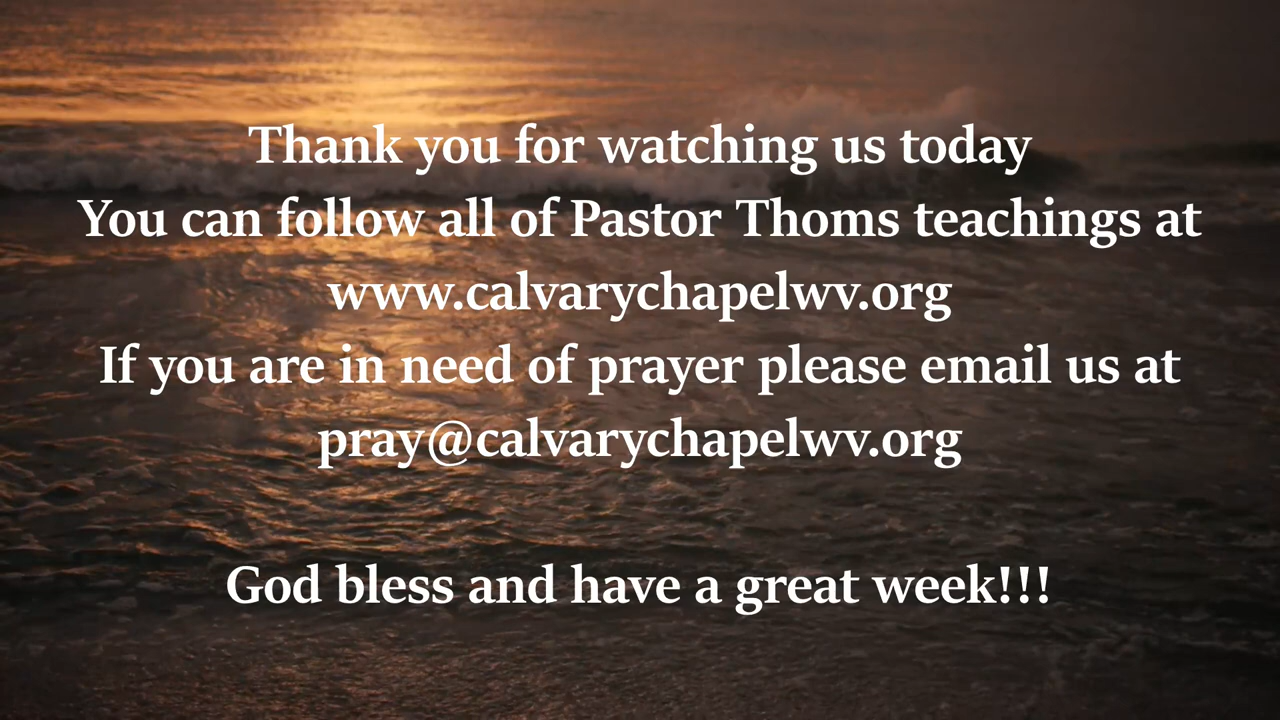 Thank you for watching us today
You can follow all of Pastor Thoms teachings at
www.calvarychapelwv.org
If you are in need of prayer please email us at
pray@calvarychapelwv.org
God bless and have a great week!!!